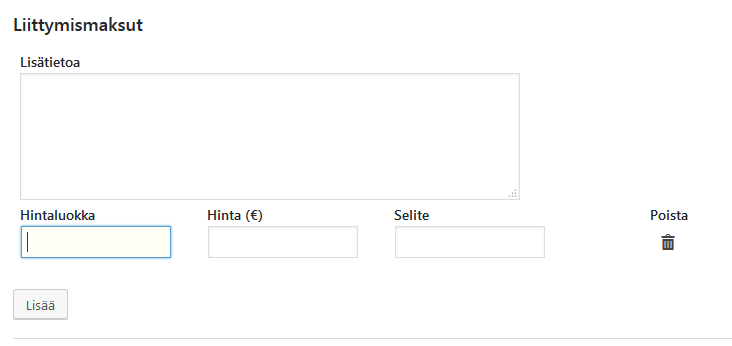 Liittymismaksut
Lisätietoa
Hintaluokka Hinta (€) Selite Poista
Lisää